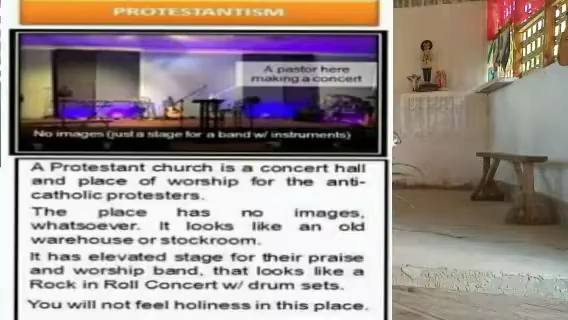 PROTESTANTISM
A pastor here
making a concert
No images (just a stage for a band w/ instruments)
A Protestant church is a concert hall
and place of worship for the anti-
catholic protesters.
The place has no images,
whatsoever. It looks like an old
warehouse or stockroom.
It has elevated stage for their praise
and worship band, that looks like a
Rock in Roll Concert w/ drum sets.
You will not feel holiness in this place.